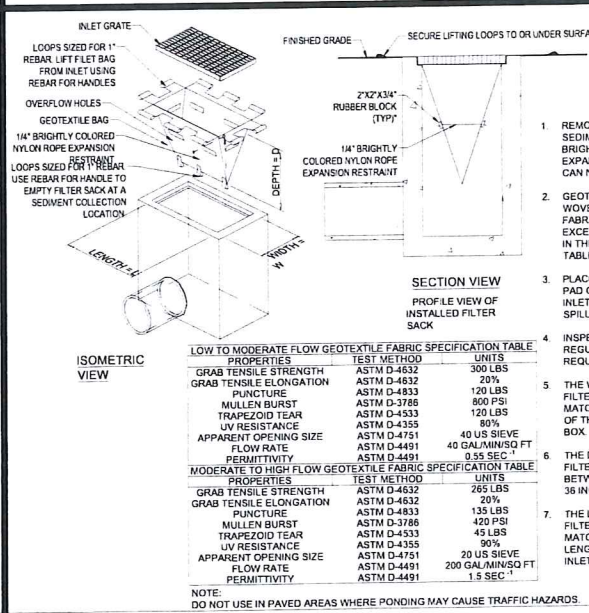 INLET GRATE
LOOPS SIZED FOR 1"
REBAR. LIFT FILET BAG
FROM INLET USING
REBAR FOR HANDLES
OVERFLOW HOLES
GEOTEXTILE BAG
1/4" BRIGHTLY COLORED
NYLON ROPE EXPANSION
RESTRAINT
LOOPS SIZED FOR 1" REBAR
USE REBAR FOR HANDLE TO
EMPTY FILTER SACK AT A
SEDIMENT COLLECTION
LOCATION
DEPTH = D
LENGTH = L
WIDTH =
W
ISOMETRIC
VIEW
FINISHED GRADE
SECURE LIFTING LOOPS TO OR UNDER SURFA
2"X2"X3/4"
RUBBER BLOCK
(TYP)"
1/4" BRIGHTLY
COLORED NYLON ROPE
EXPANSION RESTRAINT
SECTION VIEW
PROFILE VIEW OF
INSTALLED FILTER
SACK
LOW TO MODERATE FLOW GEOTEXTILE FABRIC SPECIFICATION TABLE
PROPERTIES TEST METHOD UNITS
GRAB TENSILE STRENGTH ASTM D-4632 300 LBS
GRAB TENSILE ELONGATION ASTM D-4632 20%
PUNCTURE ASTM D-4833 120 LBS
MULLEN BURST ASTM D-3786 800 PSI
TRAPEZOID TEAR ASTM D-4533 120 LBS
UV RESISTANCE ASTM D-4355 80%
APPARENT OPENING SIZE ASTM D-4751 40 US SIEVE
FLOW RATE ASTM D-4491 40 GAL/MIN/SQ FT
PERMITTIVITY ASTM D-4491 0.55 SEC -1
MODERATE TO HIGH FLOW GEOTEXTILE FABRIC SPECIFICATION TABLE
PROPERTIES TEST METHOD UNITS
GRAB TENSILE STRENGTH ASTM D-4632 265 LBS
GRAB TENSILE ELONGATION ASTM D-4632 20%
PUNCTURE ASTM D-4833 135 LBS
MULLEN BURST ASTM D-3786 420 PSI
TRAPEZOID TEAR ASTM D-4533 45 LBS
UV RESISTANCE ASTM D-4355 90%
APPARENT OPENING SIZE ASTM D-4751 20 US SIEVE
FLOW RATE ASTM D-4491 200 GAL/MIN/SQ FT
PERMITTIVITY ASTM D-4491 1.5 SEC -1
NOTE:
DO NOT USE IN PAVED AREAS WHERE PONDING MAY CAUSE TRAFFIC HAZARDS.
1. REMO
SEDIM
BRIGH
EXPAN
CAN N
2. GEOT
WOVE
FABRI
EXCE
IN THE
TABLE
3. PLAC
PAD O
INLET
SPILL
4 INSPE
REGU
REQU
5 THE W
FILTE
MATC
OF TH
BOX.
6. THE D
FILTE
BETW
36 IN
7. THE L
FILTE
MATC
LENG
INLET